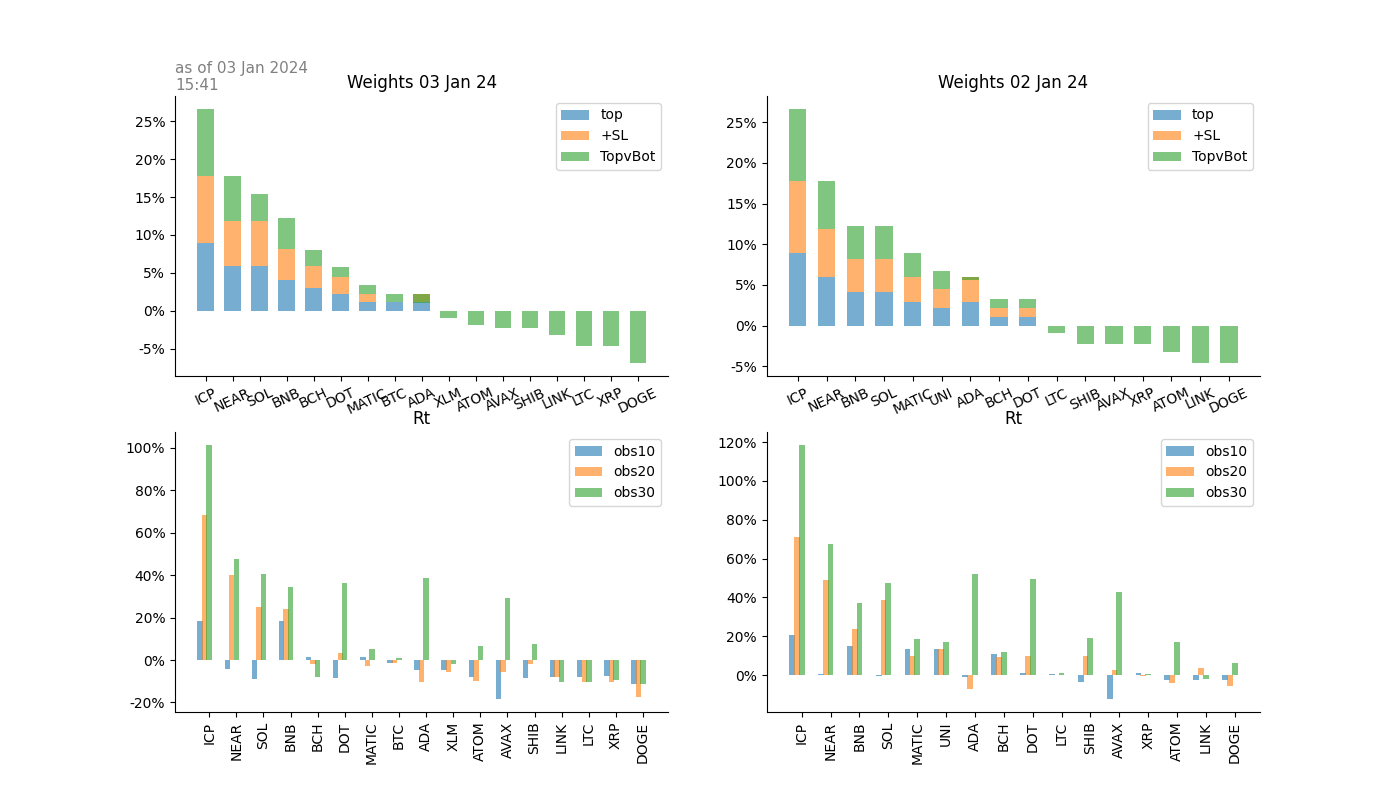 as of 03 Jan 2024
15:41
Weights 03 Jan 24
25%
20%
15%
10%
5%
0%
-5%
top
+SL
TopvBot
ICP NEAR SOL BNB BCH DOT MATIC BTC ADA XLM ATOM AVAX SHIB LINK LTC XRP DOGE
Weights 02 Jan 24
25%
20%
15%
10%
5%
0%
-5%
top
+SL
TopvBot
ICP NEAR BNB SOL MATIC UNI ADA BCH DOT LTC SHIB AVAX XRP ATOM LINK DOGE
Rt
100%
80%
60%
40%
20%
0%
-20%
obs10
obs20
obs30
ICP NEAR SOL BNB BCH DOT MATIC BTC ADA XLM ATOM AVAX SHIB LINK LTC XRP DOGE
Rt
120%
100%
80%
60%
40%
20%
0%
obs10
obs20
obs30
ICP NEAR BNB SOL MATIC UNI ADA BCH DOT LTC SHIB AVAX XRP ATOM LINK DOGE